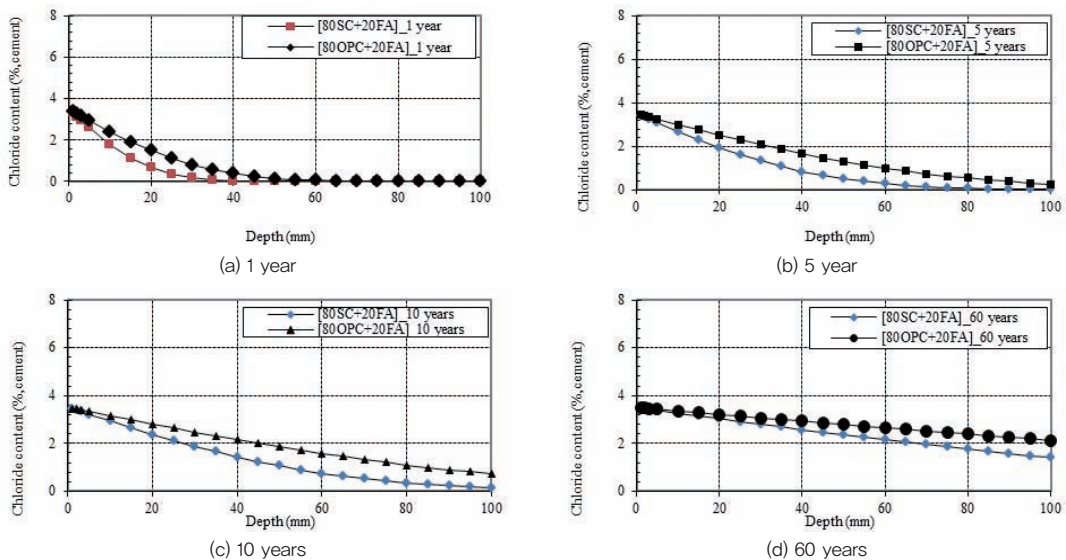 [80SC+20FA]_1 year
[80OPC+20FA]_1 year
Chloride content (%,cement)
8
6
4
2
0
0 20 40 60 80 100
Depth (mm)
(a) 1 year
[80SC+20FA]_5 years
[80OPC+20FA]_5 years
Chloride content (%,cement)
8
6
4
2
0
0 20 40 60 80 100
Depth (mm)
(b) 5 year
[80SC+20FA]_10 years
[80OPC+20FA]_10 years
Chloride content (%,cement)
8
6
4
2
0
0 20 40 60 80 100
Depth (mm)
(c) 10 years
[80SC+20FA]_60 years
[80OPC+20FA]_60 years
Chloride content (%,cement)
8
6
4
2
0
0 20 40 60 80 100
Depth (mm)
(d) 60 years